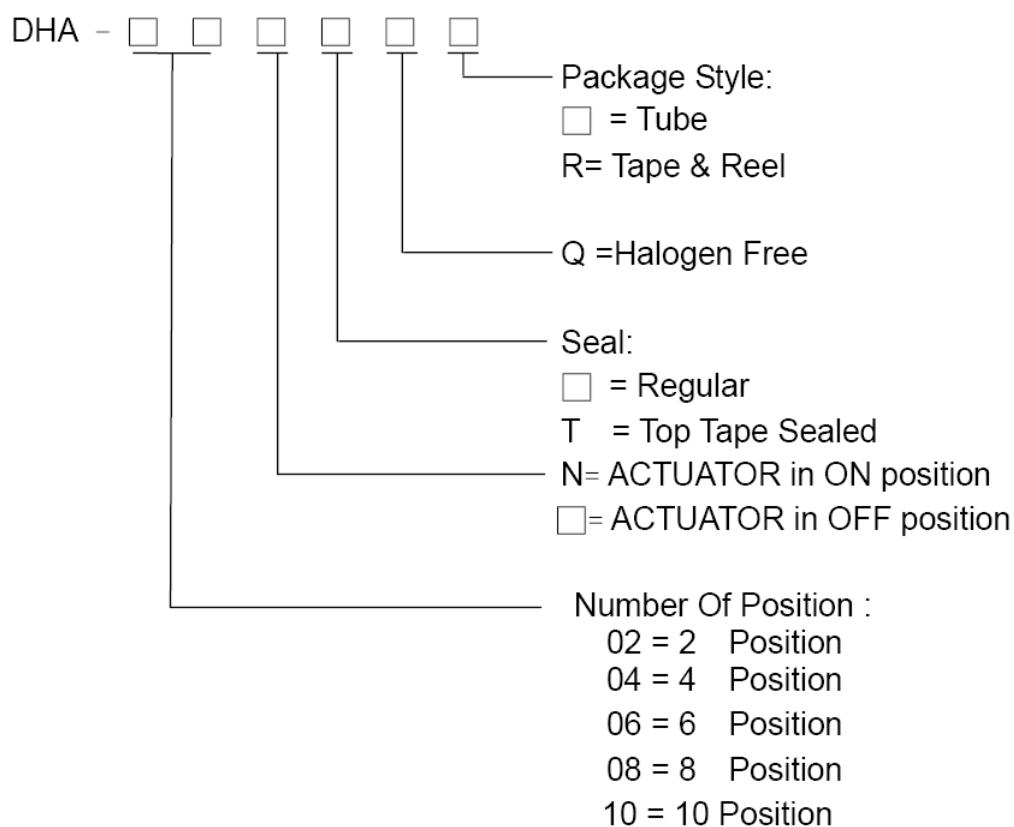 DHA - □ □ □ □ □ □
Package Style:
□ = Tube
R= Tape & Reel
Q =Halogen Free
Seal:
□ = Regular
T = Top Tape Sealed
N= ACTUATOR in ON position
□= ACTUATOR in OFF position
Number Of Position :
02 = 2 Position
04 = 4 Position
06 = 6 Position
08 = 8 Position
10 = 10 Position